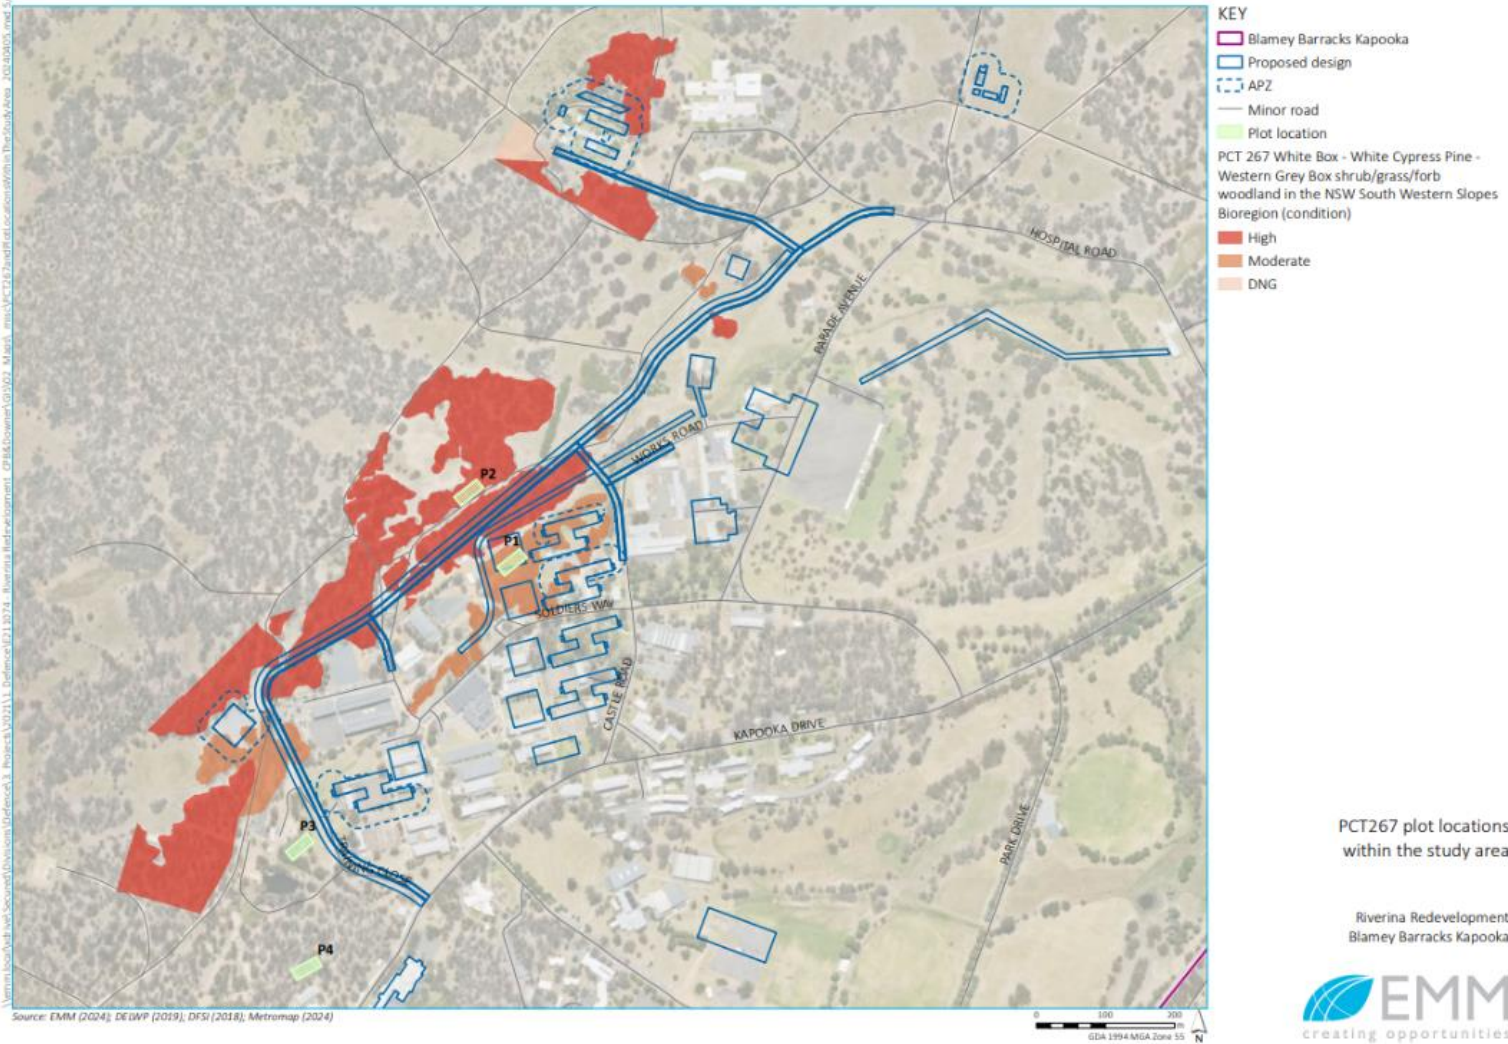 KEY
Blamey Barracks Kapooka
Proposed design
APZ
Minor road
Plot location
PCT 267 White Box - White Cypress Pine -
Western Grey Box shrub/grass/forb
woodland in the NSW South Western Slopes
Bioregion (condition)
High
Moderate
DNG
HOSPITAL ROAD
PARADE AVENUE
WORKS ROAD
P2
P1
SOLDIERS WAY
CASTLE ROAD
KAPOOKA DRIVE
PARK DRIVE
P3
CLOSE
P4
PCT267 plot locations
within the study area
Riverina Redevelopment
Blamey Barracks Kapooka
EMM
creating opportunities
Source: EMM (2024); DELWP (2019); DFSI (2018); Metromap (2024)
0 100 200
m
GDA 1994 MGA Zone 55
N